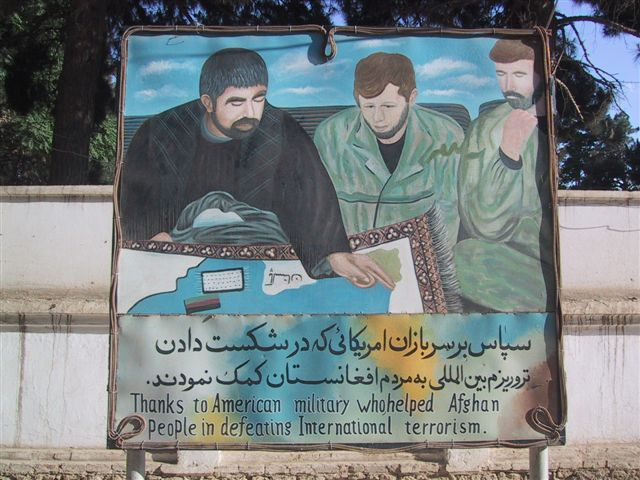 سپاس بر سربازان امریکائی که در شکست دادن
تروریزم بین المللی به مردم افغانستان کمک نمودند.
Thanks to American military whohelped Afghan
People in defeating International terrorism.